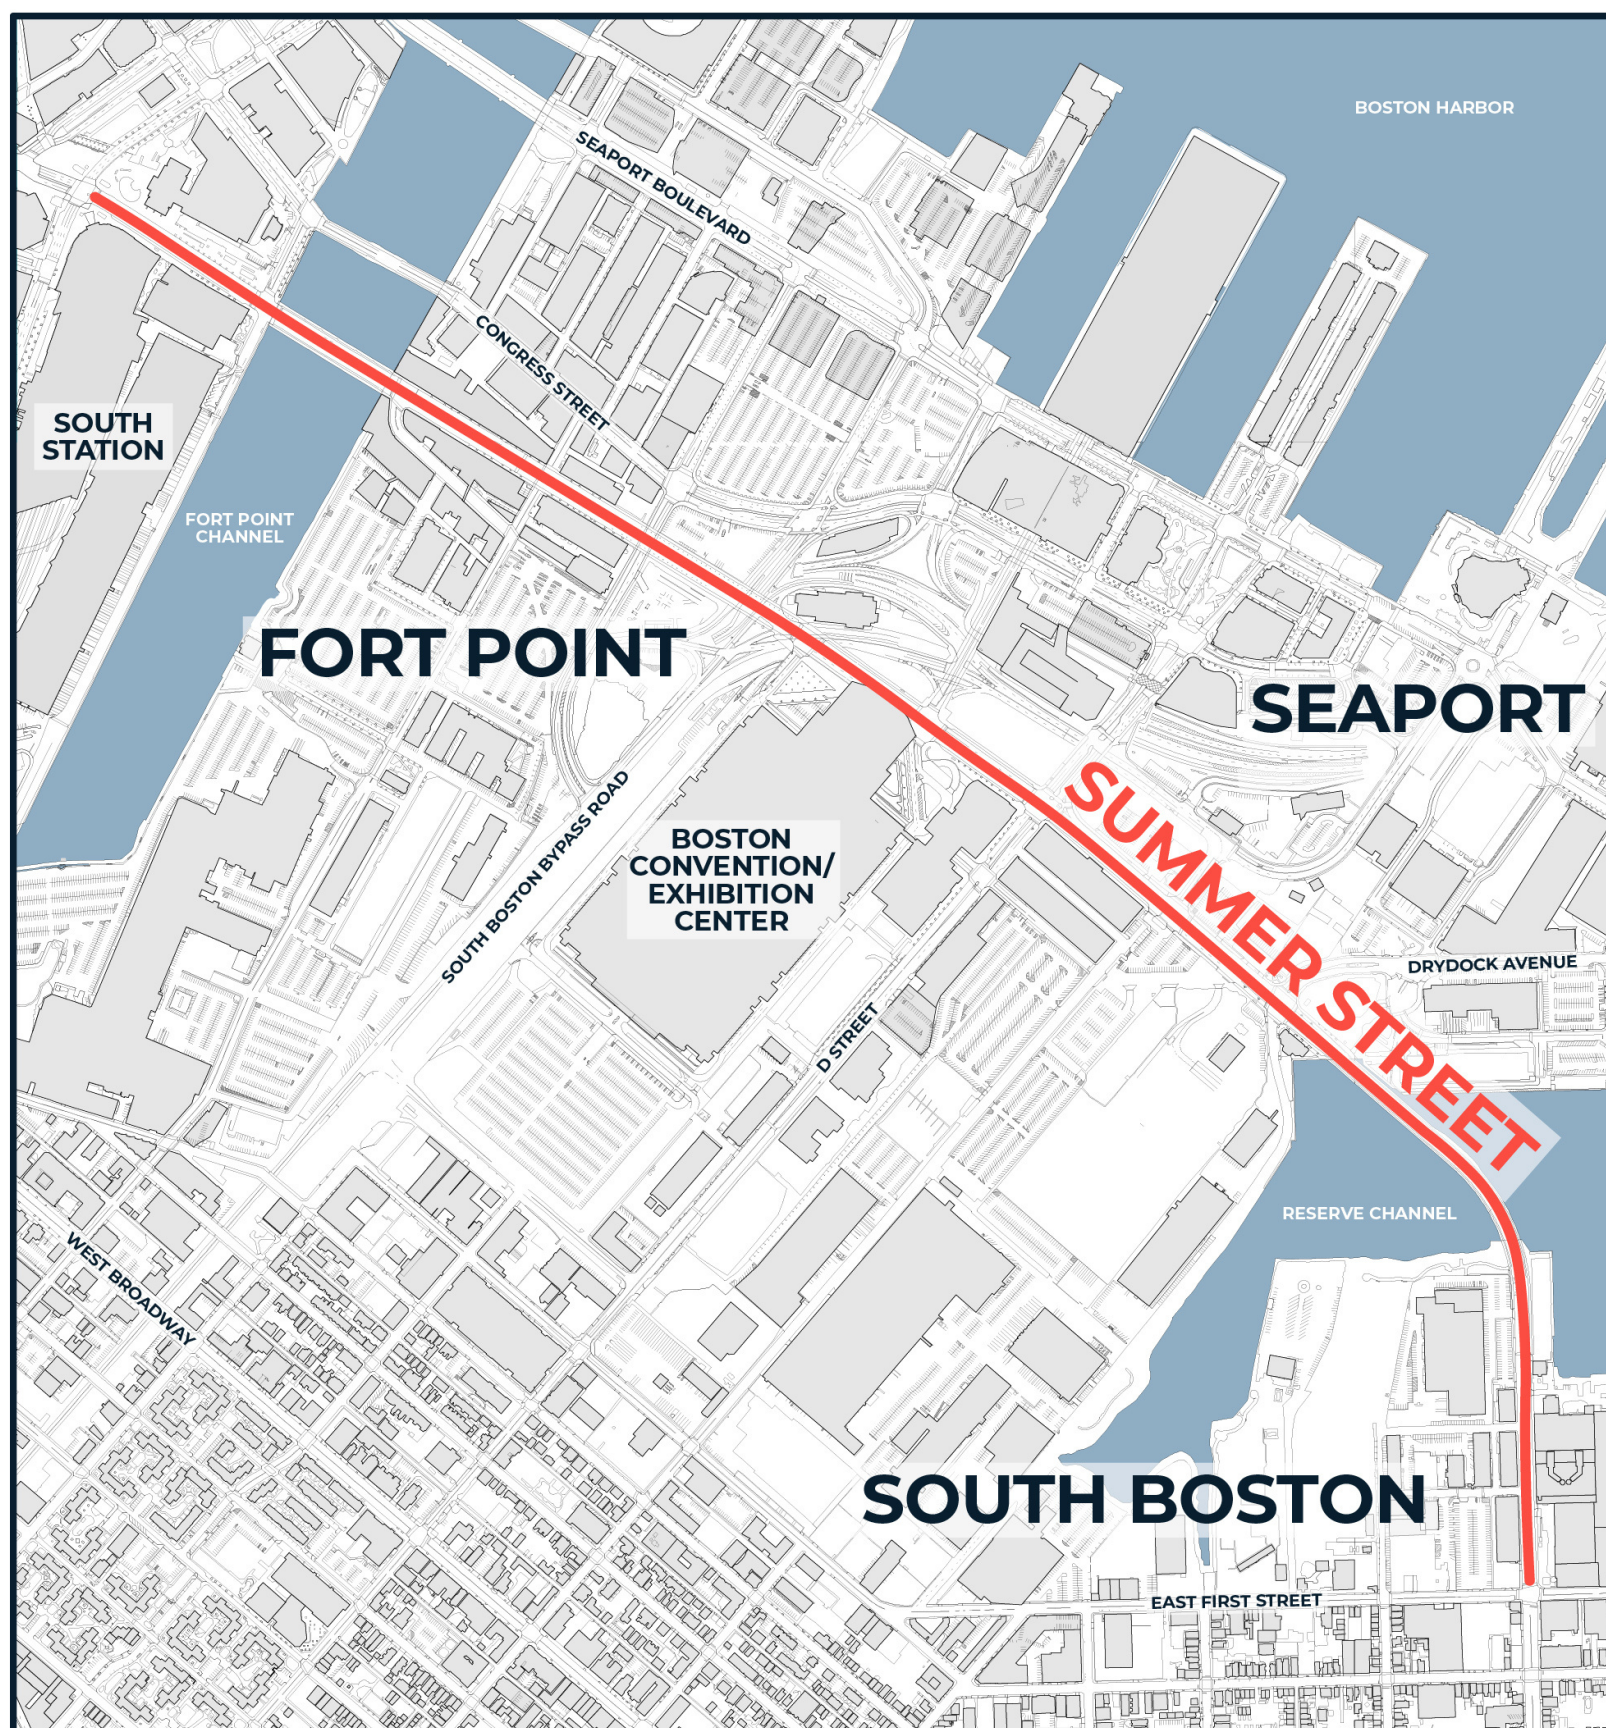 BOSTON HARBOR
SEAPORT BOULEVARD
CONGRESS STREET
SOUTH
STATION
FORT POINT
CHANNEL
FORT POINT
SEAPORT
SUMMER STREET
SOUTH BOSTON BYPASS ROAD
BOSTON
CONVENTION/
EXHIBITION
CENTER
DRYDOCK AVENUE
D STREET
RESERVE CHANNEL
WEST BROADWAY
SOUTH BOSTON
EAST FIRST STREET